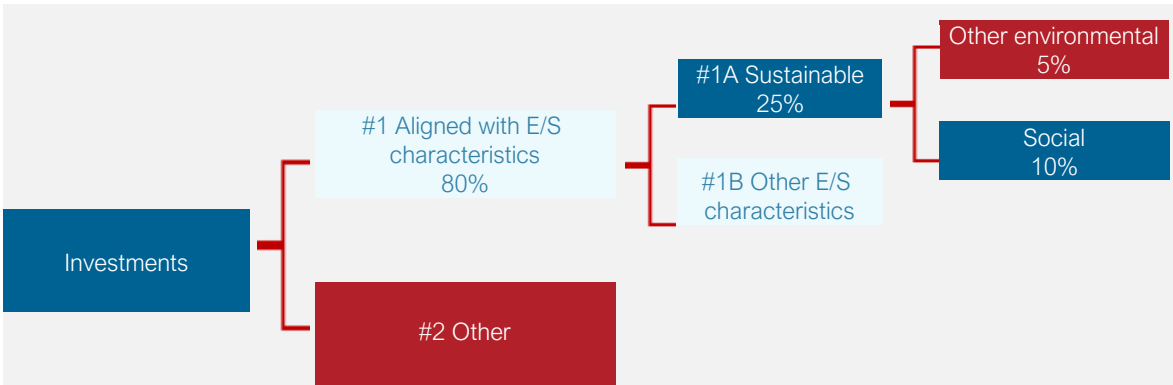 Investments
#1 Aligned with E/S
characteristics
80%
#2 Other
#1A Sustainable
25%
#1B Other E/S
characteristics
Other environmental
5%
Social
10%